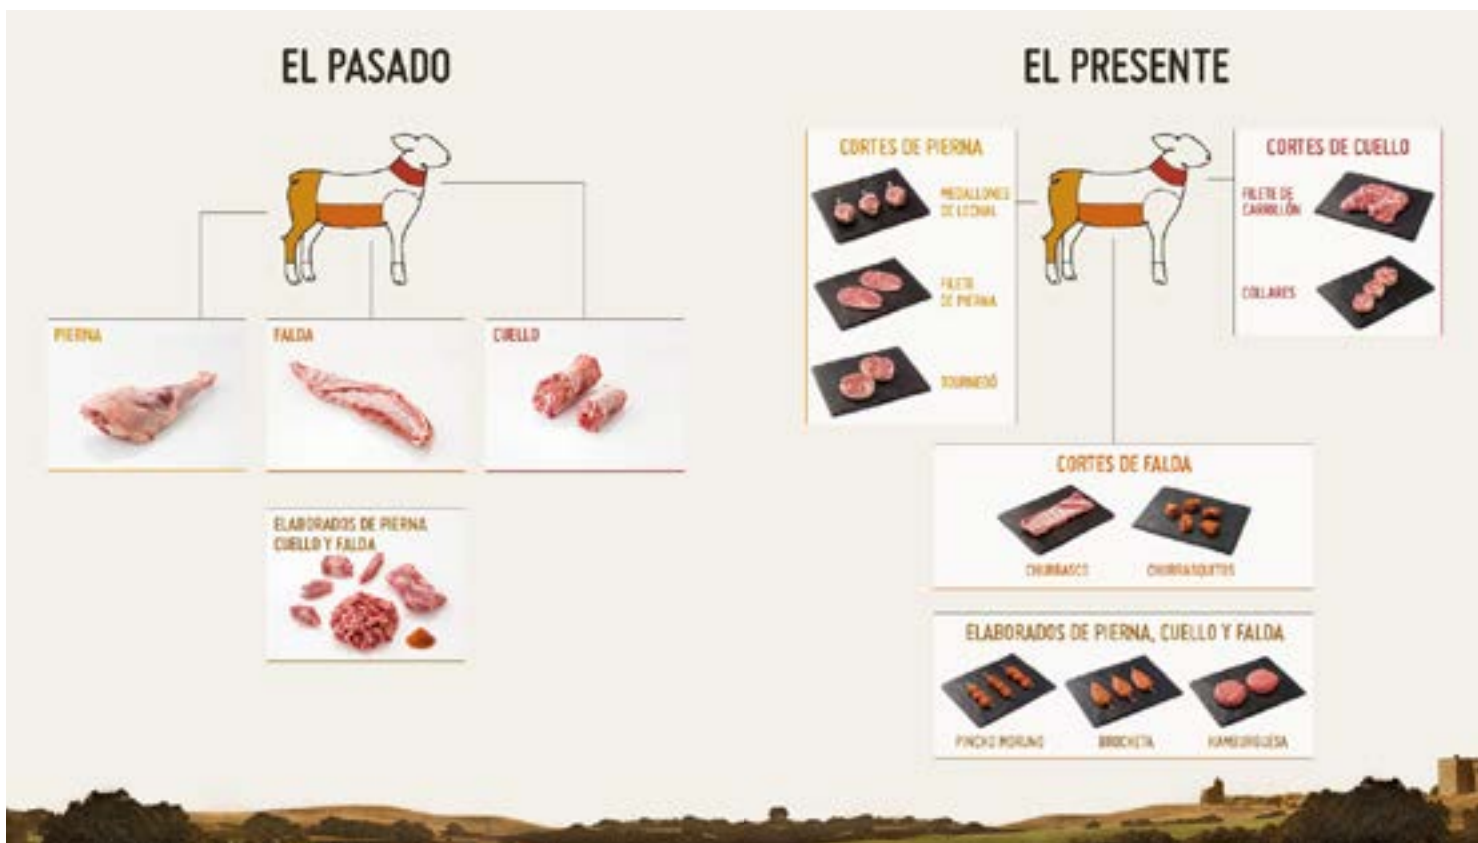 EL PASADO
PIERNA
FALDA
CUELLO
ELABORADOS DE PIERNA
CUELLO Y FALDA
EL PRESENTE
CORTES DE PIERNA
MEDALLONES
DE LECHAL
FILETE
DE PIERNA
TOURNEDÓ
CORTES DE CUELLO
FILETE DE
CARRILLÓN
COLLARES
CORTES DE FALDA
CHURRASCO
CHURRASQUITOS
ELABORADOS DE PIERNA, CUELLO Y FALDA
PINCHO MORUNO
BROCHETA
HAMBURGUESA